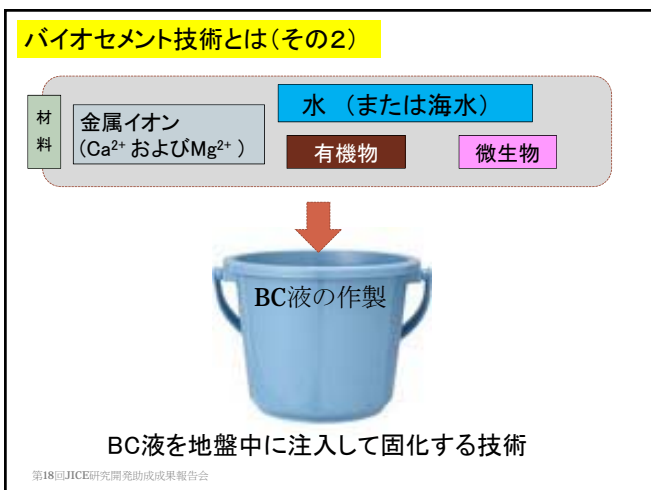 バイオセメント技術とは(その2)
材料
金属イオン
(Ca²⁺ およびMg²⁺ )
水 (または海水)
有機物
微生物
BC液の作製
BC液を地盤中に注入して固化する技術
第18回JICE研究開発助成成果報告会